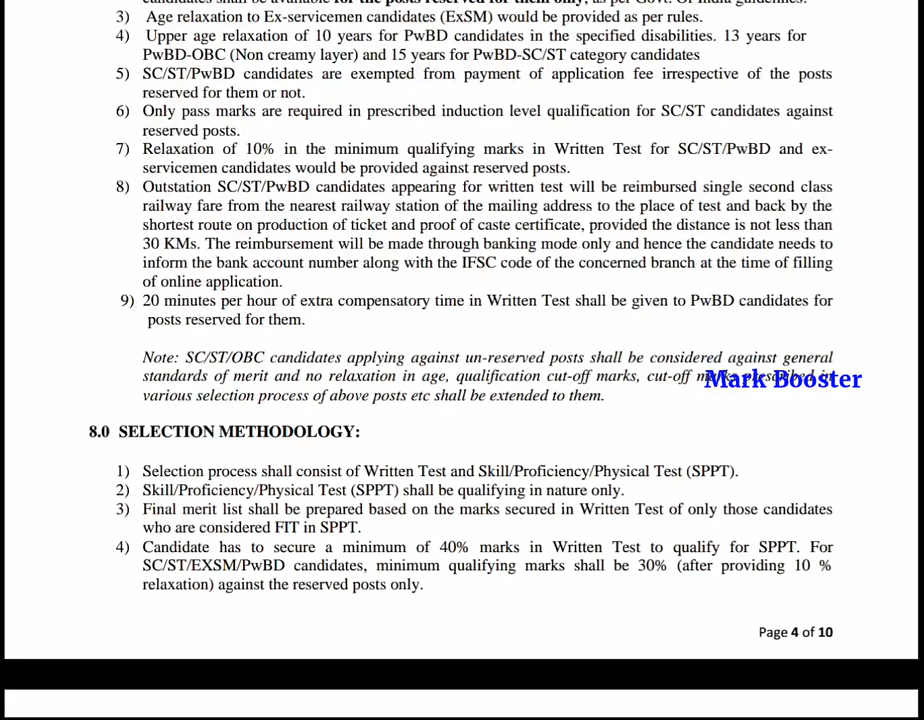 3) Age relaxation to Ex-servicemen candidates (ExSM) would be provided as per rules.
4) Upper age relaxation of 10 years for PwBD candidates in the specified disabilities. 13 years for
PwBD-OBC (Non creamy layer) and 15 years for PwBD-SC/ST category candidates
5) SC/ST/PwBD candidates are exempted from payment of application fee irrespective of the posts
reserved for them or not.
6) Only pass marks are required in prescribed induction level qualification for SC/ST candidates against
reserved posts.
7) Relaxation of 10% in the minimum qualifying marks in Written Test for SC/ST/PwBD and ex-
servicemen candidates would be provided against reserved posts.
8) Outstation SC/ST/PwBD candidates appearing for written test will be reimbursed single second class
railway fare from the nearest railway station of the mailing address to the place of test and back by the
shortest route on production of ticket and proof of caste certificate, provided the distance is not less than
30 KMs. The reimbursement will be made through banking mode only and hence the candidate needs to
inform the bank account number along with the IFSC code of the concerned branch at the time of filling
of online application.
9) 20 minutes per hour of extra compensatory time in Written Test shall be given to PwBD candidates for
posts reserved for them.
Note: SC/ST/OBC candidates applying against un-reserved posts shall be considered against general
standards of merit and no relaxation in age, qualification cut-off marks, cut-off
Mark Booster
various selection process of above posts etc shall be extended to them.
8.0 SELECTION METHODOLOGY:
1) Selection process shall consist of Written Test and Skill/Proficiency/Physical Test (SPPT).
2) Skill/Proficiency/Physical Test (SPPT) shall be qualifying in nature only.
3) Final merit list shall be prepared based on the marks secured in Written Test of only those candidates
who are considered FIT in SPPT.
4) Candidate has to secure a minimum of 40% marks in Written Test to qualify for SPPT. For
SC/ST/EXSM/PwBD candidates, minimum qualifying marks shall be 30% (after providing 10 %
relaxation) against the reserved posts only.
Page 4 of 10